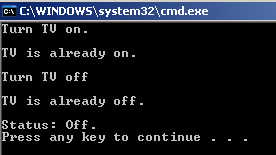 C:\WINDOWS\system32\cmd.exe
Turn TV on.
TV is already on.
Turn TV off
TV is already off.
Status: Off.
Press any key to continue . . .